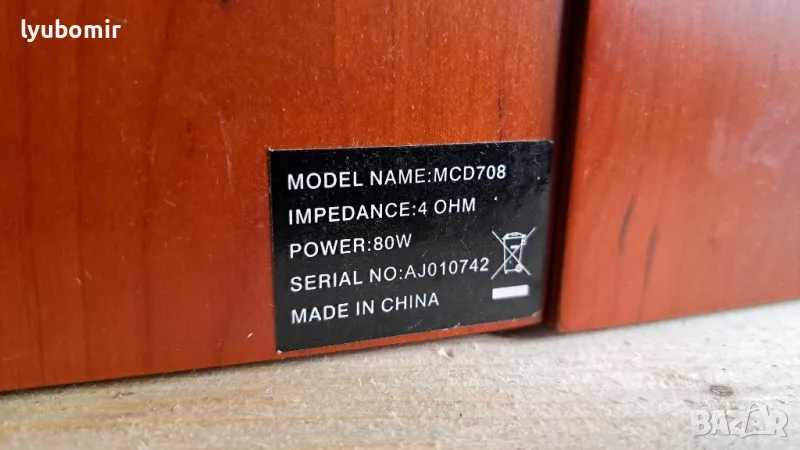 lyubomir
MODEL NAME:MCD708
IMPEDANCE:4 OHM
POWER:80W
SERIAL NO:AJ010742
MADE IN CHINA
BAZAR